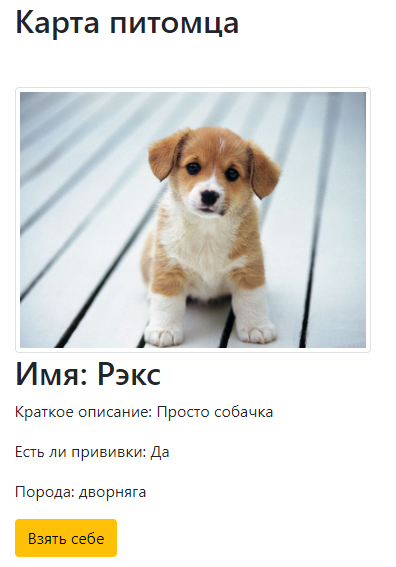 Карта питомца
Имя: Рэкс
Краткое описание: Просто собачка
Есть ли прививки: Да
Порода: дворняга
Взять себе